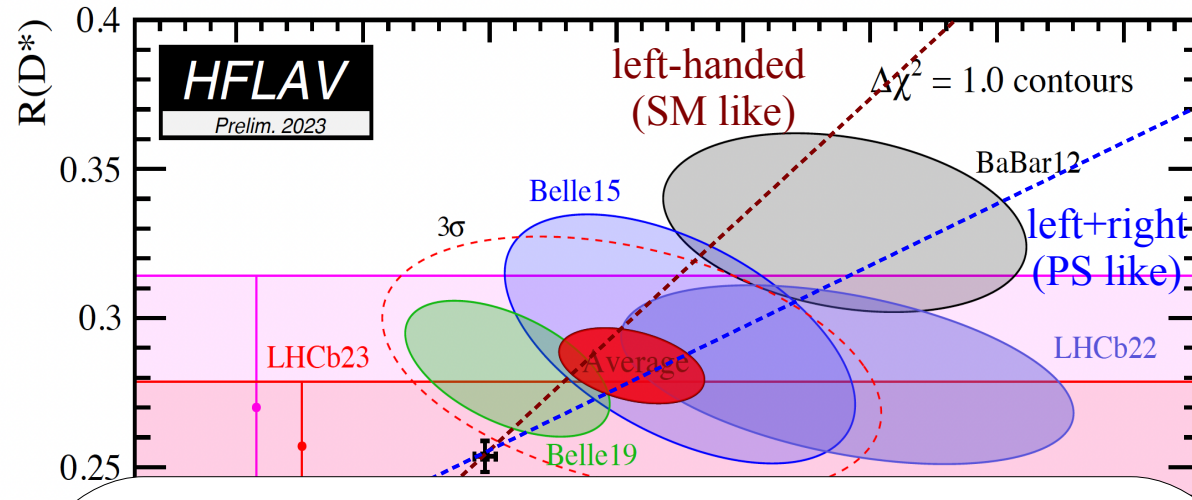 0.4
R(D*)
HFLAV
Prelim. 2023
left-handed
(SM like)
Δχ² = 1.0 contours
0.35
BaBar12
Belle15
3σ
left+right
(PS like)
0.3
LHCb23
Average
LHCb22
Belle19
0.25